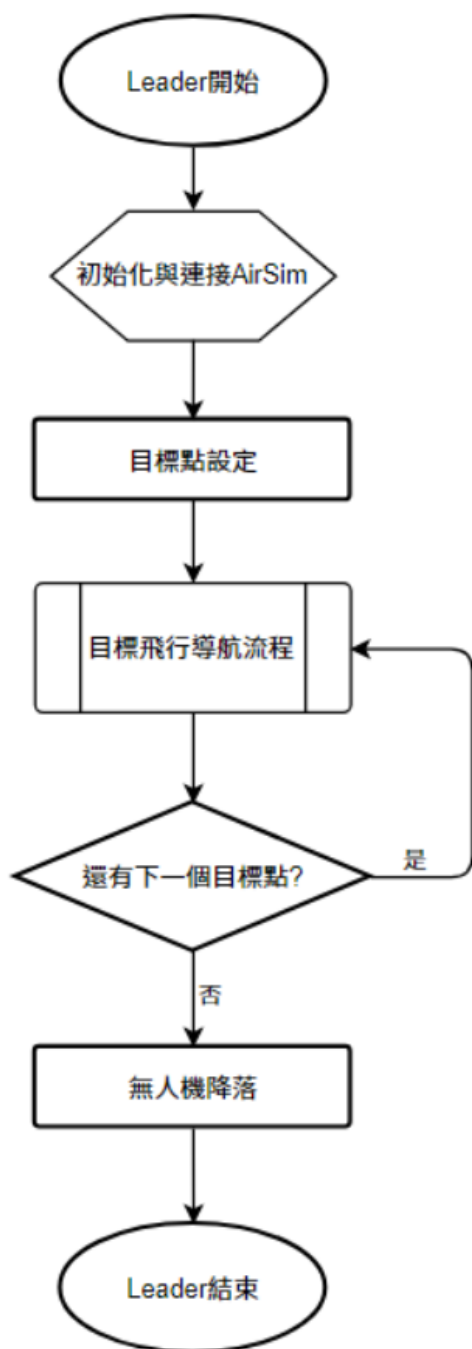 Leader開始
初始化與連接AirSim
目標點設定
目標飛行導航流程
還有下一個目標點?
是
否
無人機降落
Leader結束